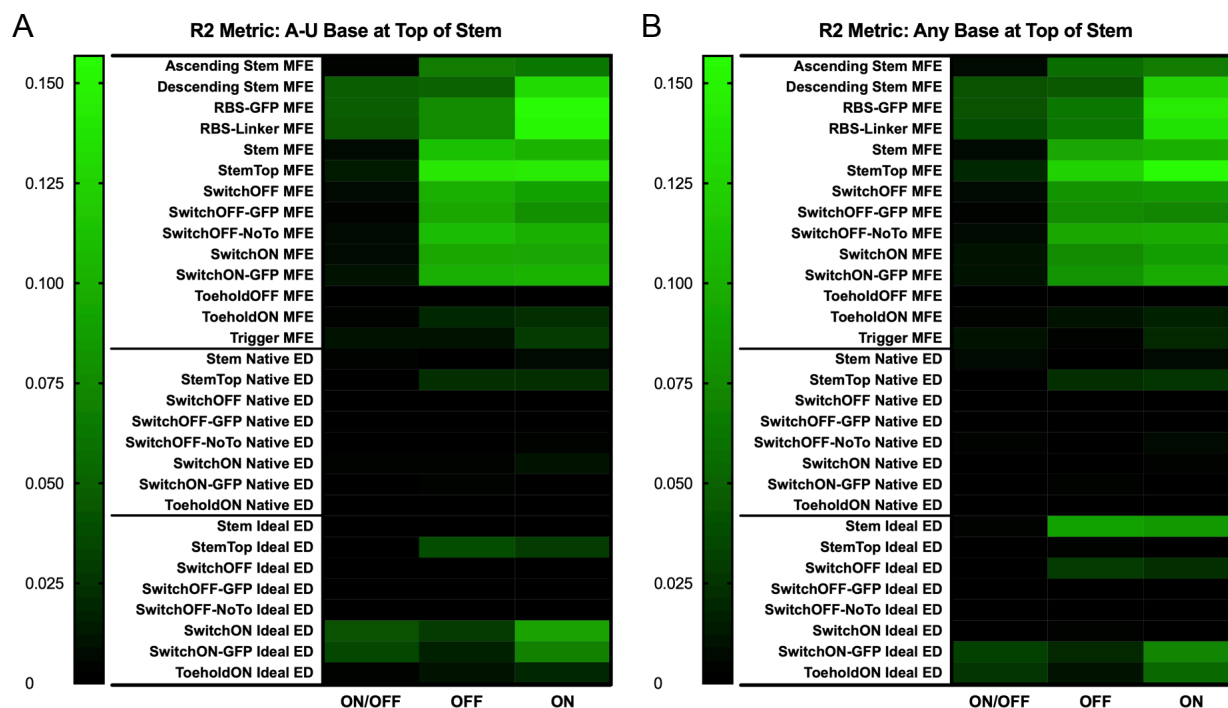 A
R2 Metric: A-U Base at Top of Stem
0.150
0.125
0.100
0.075
0.050
0.025
0
Ascending Stem MFE
Descending Stem MFE
RBS-GFP MFE
RBS-Linker MFE
Stem MFE
StemTop MFE
SwitchOFF MFE
SwitchOFF-GFP MFE
SwitchOFF-NoTo MFE
SwitchON MFE
SwitchON-GFP MFE
ToeholdOFF MFE
ToeholdON MFE
Trigger MFE
Stem Native ED
StemTop Native ED
SwitchOFF Native ED
SwitchOFF-GFP Native ED
SwitchOFF-NoTo Native ED
SwitchON Native ED
SwitchON-GFP Native ED
ToeholdON Native ED
Stem Ideal ED
StemTop Ideal ED
SwitchOFF Ideal ED
SwitchOFF-GFP Ideal ED
SwitchOFF-NoTo Ideal ED
SwitchON Ideal ED
SwitchON-GFP Ideal ED
ToeholdON Ideal ED
ON/OFF OFF ON
B
R2 Metric: Any Base at Top of Stem
0.150
0.125
0.100
0.075
0.050
0.025
0
Ascending Stem MFE
Descending Stem MFE
RBS-GFP MFE
RBS-Linker MFE
Stem MFE
StemTop MFE
SwitchOFF MFE
SwitchOFF-GFP MFE
SwitchOFF-NoTo MFE
SwitchON MFE
SwitchON-GFP MFE
ToeholdOFF MFE
ToeholdON MFE
Trigger MFE
Stem Native ED
StemTop Native ED
SwitchOFF Native ED
SwitchOFF-GFP Native ED
SwitchOFF-NoTo Native ED
SwitchON Native ED
SwitchON-GFP Native ED
ToeholdON Native ED
Stem Ideal ED
StemTop Ideal ED
SwitchOFF Ideal ED
SwitchOFF-GFP Ideal ED
SwitchOFF-NoTo Ideal ED
SwitchON Ideal ED
SwitchON-GFP Ideal ED
ToeholdON Ideal ED
ON/OFF OFF ON